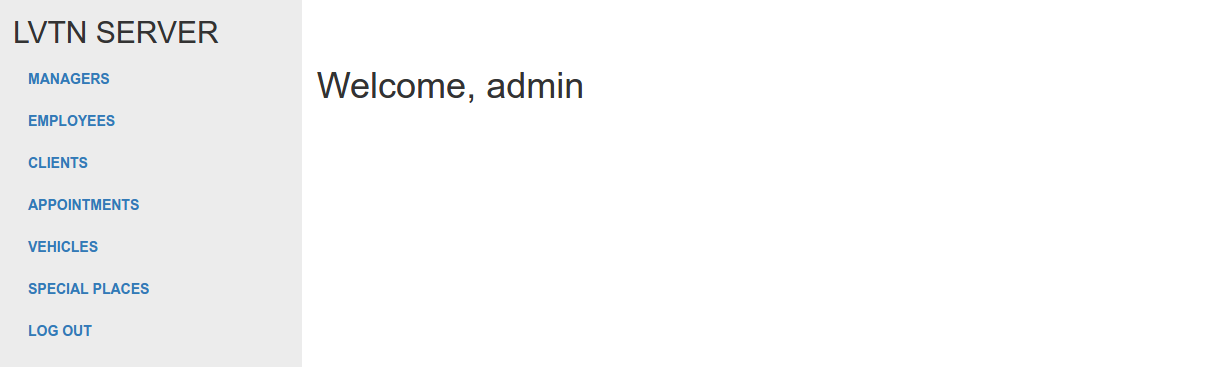 LVTN SERVER
MANAGERS
EMPLOYEES
CLIENTS
APPOINTMENTS
VEHICLES
SPECIAL PLACES
LOG OUT
Welcome, admin